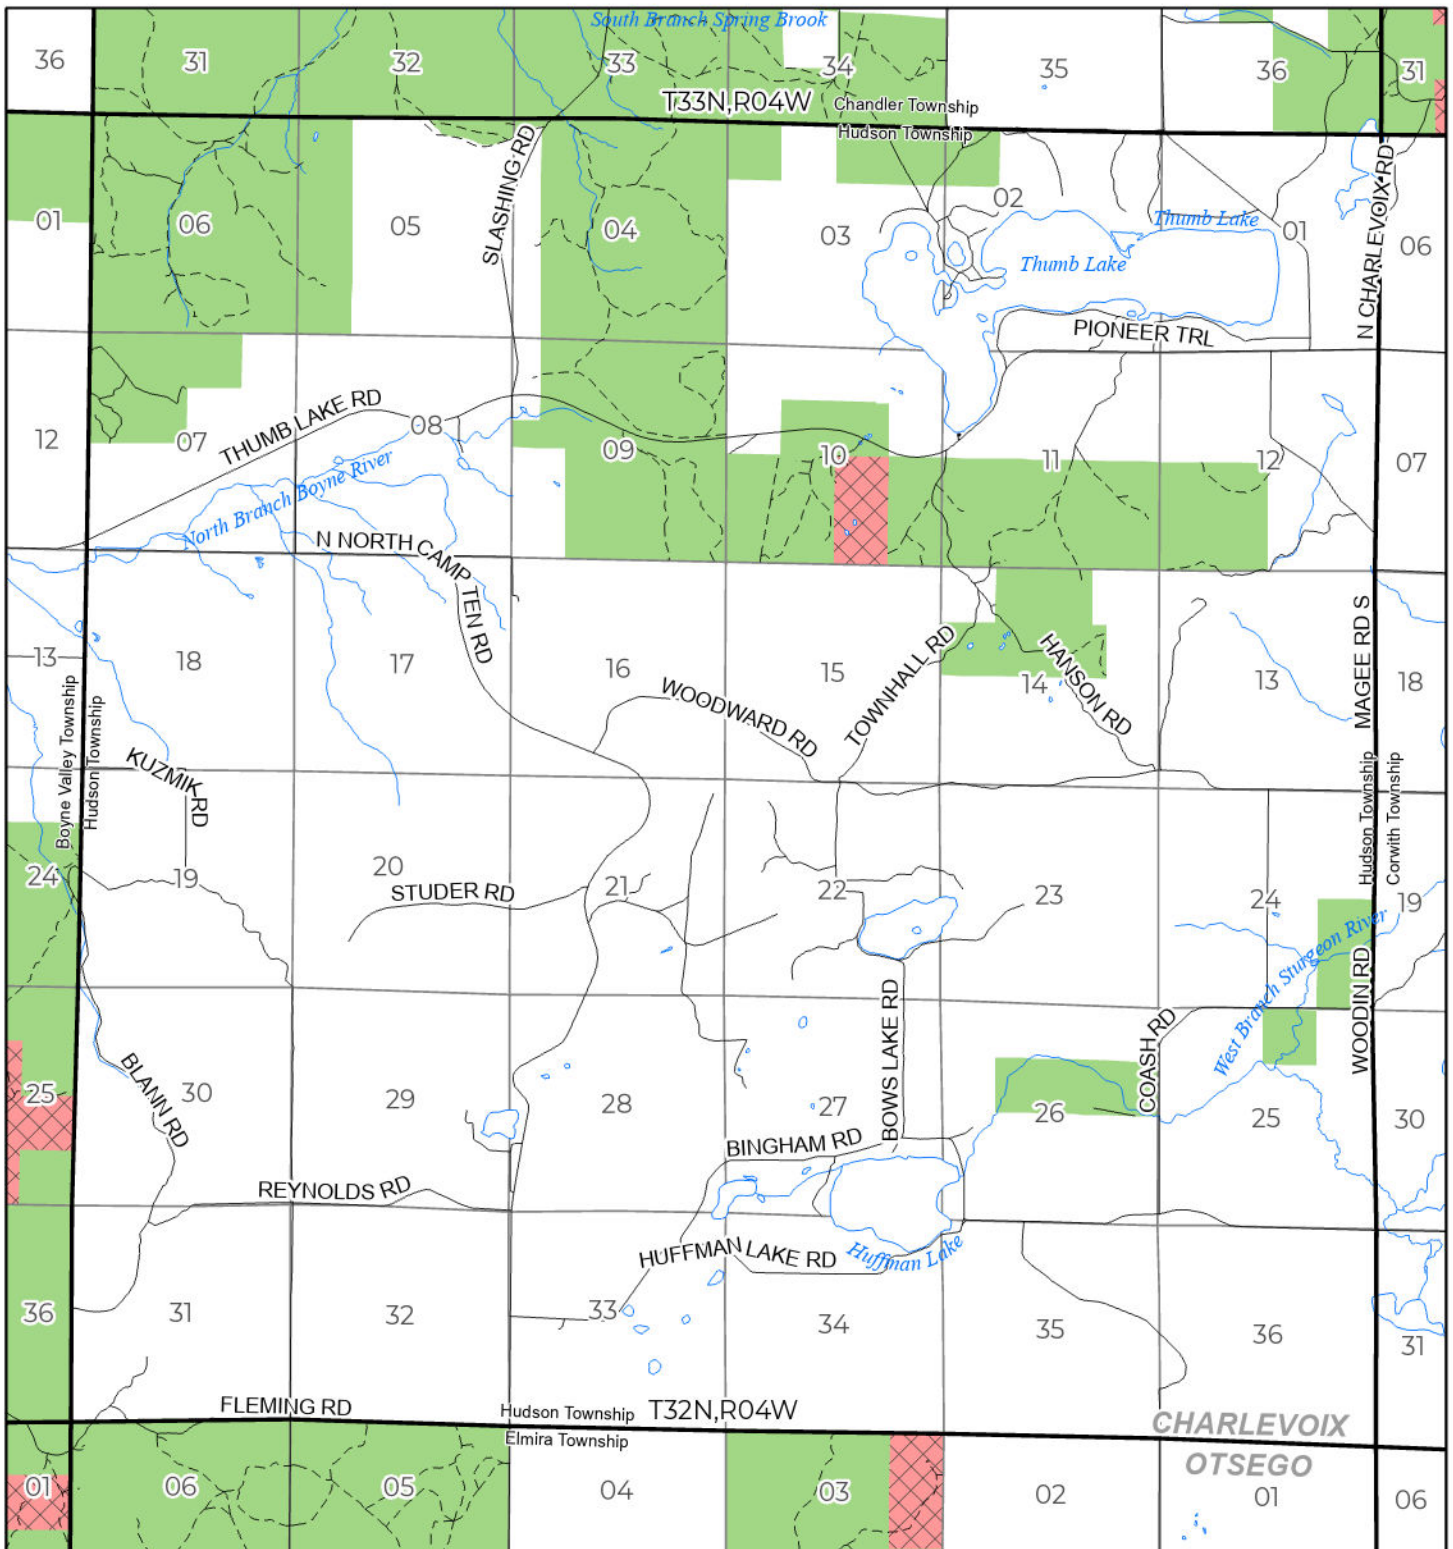 South Branch Spring Brook
36
31
32
33
34
35
36
31
T33N,R04W
Chandler Township
Hudson Township
SLASHING RD
N CHARLEVOIX RD
01
06
05
04
03
02
01
06
Thumb Lake
Thumb Lake
PIONEER TRL
THUMB LAKE RD
12
07
08
09
10
11
12
07
North Branch Boyne River
N NORTH CAMP TEN RD
13
18
17
16
15
14
13
18
WOODWARD RD
TOWNHALL RD
HANSON RD
MAGEE RD S
Boyne Valley Township
Hudson Township
KUZMIK RD
Hudson Township
Corwith Township
24
19
20
21
22
23
24
19
STUDER RD
West Branch Sturgeon River
WOODIN RD
BOWS LAKE RD
COASH RD
BLANN RD
25
30
29
28
27
26
25
30
BINGHAM RD
REYNOLDS RD
HUFFMAN LAKE RD
Huffman Lake
36
31
32
33
34
35
36
31
FLEMING RD
Hudson Township
T32N,R04W
Elmira Township
CHARLEVOIX
OTSEGO
01
06
05
04
03
02
01
06